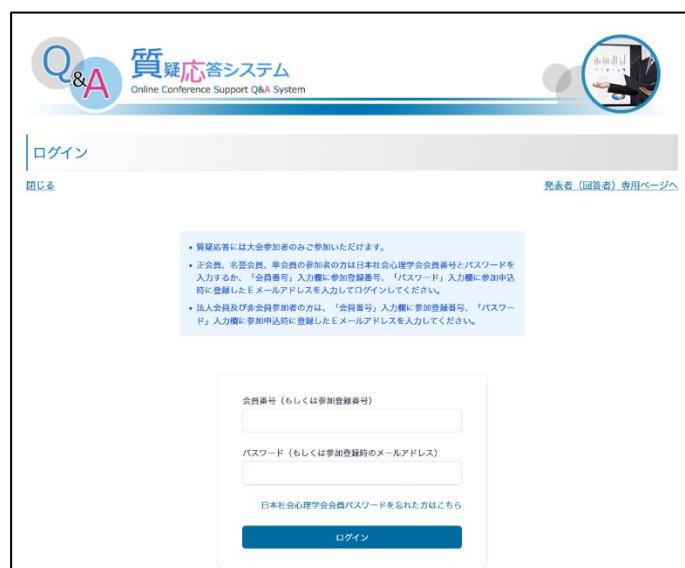 Q&A
質疑応答システム
Online Conference Support Q&A System
ログイン
閉じる
発表者（回答者）専用ページへ
• 質疑応答には大会参加者のみご参加いただけます。
• 正会員、名誉会員、準会員の参加者の方は日本社会心理学会会員番号とパスワードを
入力するか、「会員番号」入力欄に参加登録番号、「パスワード」入力欄に参加申込
時に登録したＥメールアドレスを入力してログインしてください。
• 法人会員及び非会員参加者の方は、「会員番号」入力欄に参加登録番号、「パスワー
ド」入力欄に参加申込時に登録したＥメールアドレスを入力してください。
会員番号（もしくは参加登録番号）
パスワード（もしくは参加登録時のメールアドレス）
日本社会心理学会会員パスワードを忘れた方はこちら
ログイン